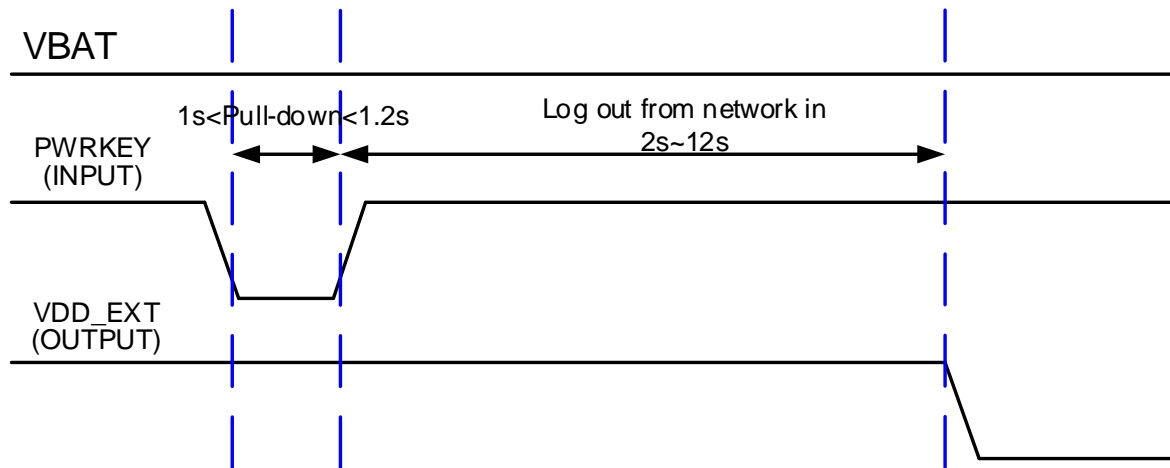 VBAT
1s<Pull-down<1.2s
Log out from network in
2s~12s
PWRKEY
(INPUT)
VDD_EXT
(OUTPUT)